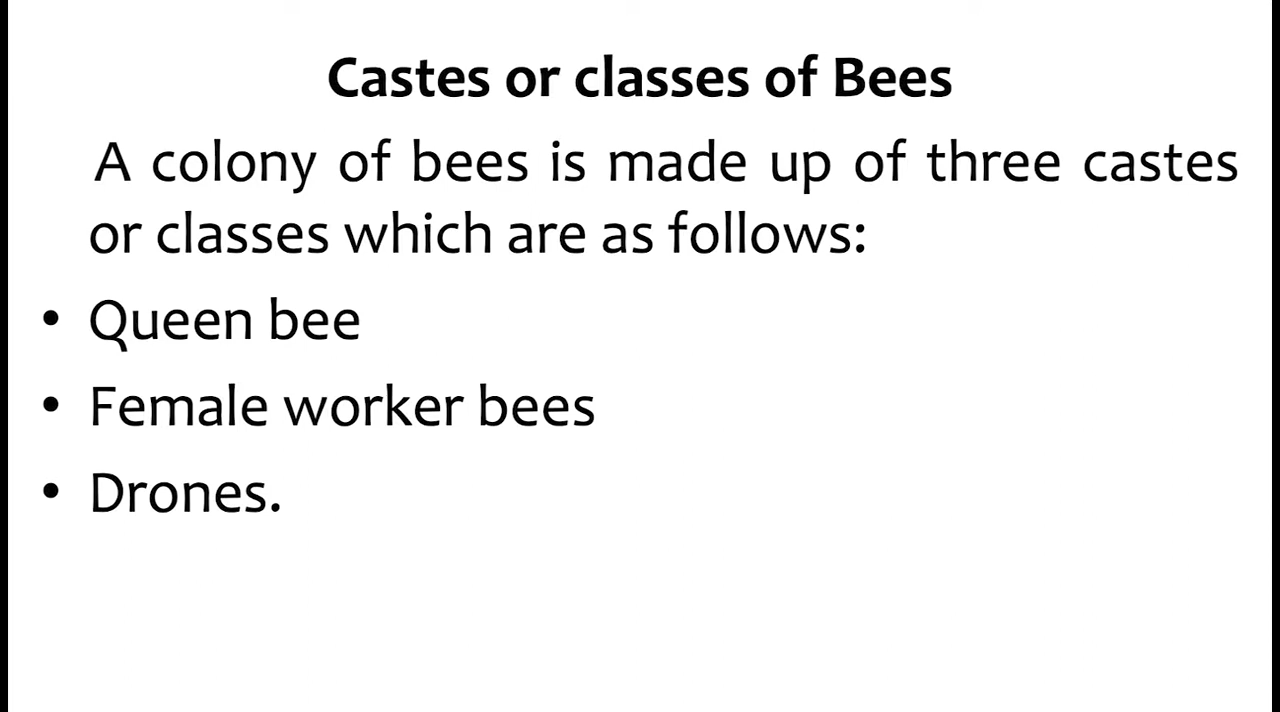 Castes or classes of Bees
A colony of bees is made up of three castes
or classes which are as follows:
• Queen bee
• Female worker bees
• Drones.